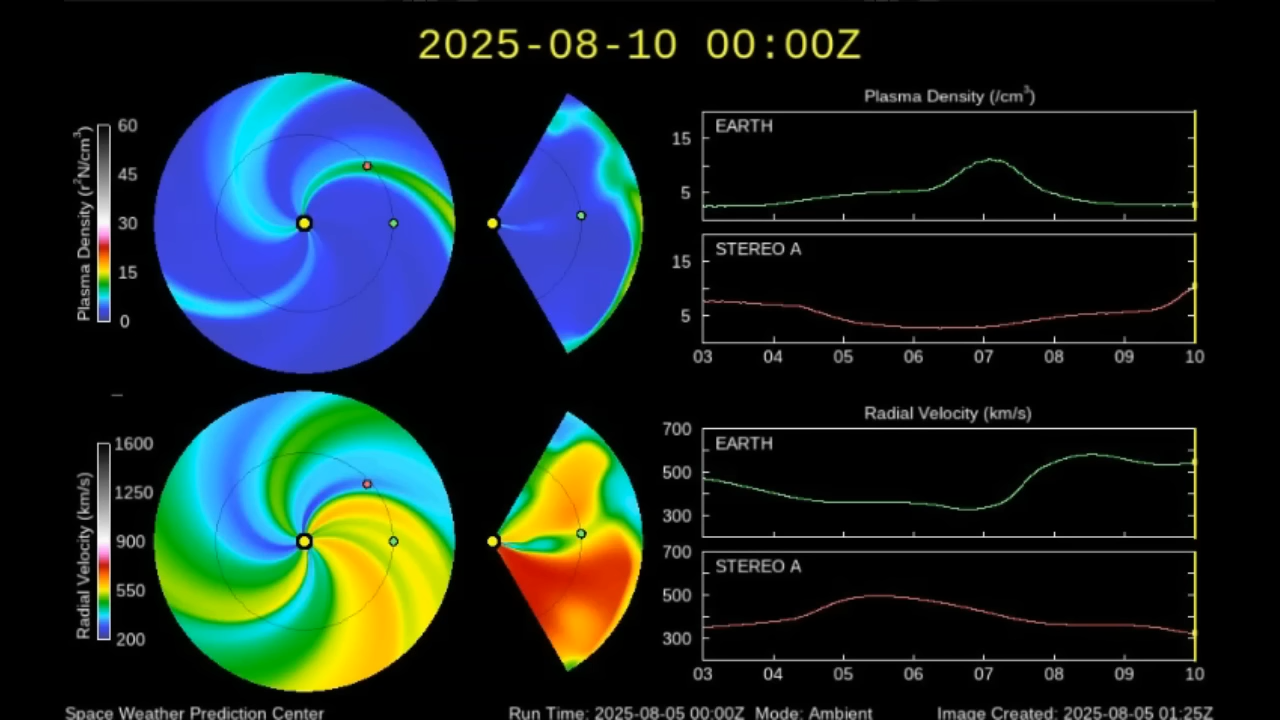 2025-08-10 00:00Z
Plasma Density (r²N/cm³)
60
45
30
15
0
Plasma Density (/cm³)
EARTH
15
5
STEREO A
15
5
03 04 05 06 07 08 09 10
Radial Velocity (km/s)
1600
1250
900
550
200
Radial Velocity (km/s)
700
EARTH
500
300
700
STEREO A
500
300
03 04 05 06 07 08 09 10
Space Weather Prediction Center Run Time: 2025-08-05 00:00Z Mode: Ambient Image Created: 2025-08-05 01:25Z